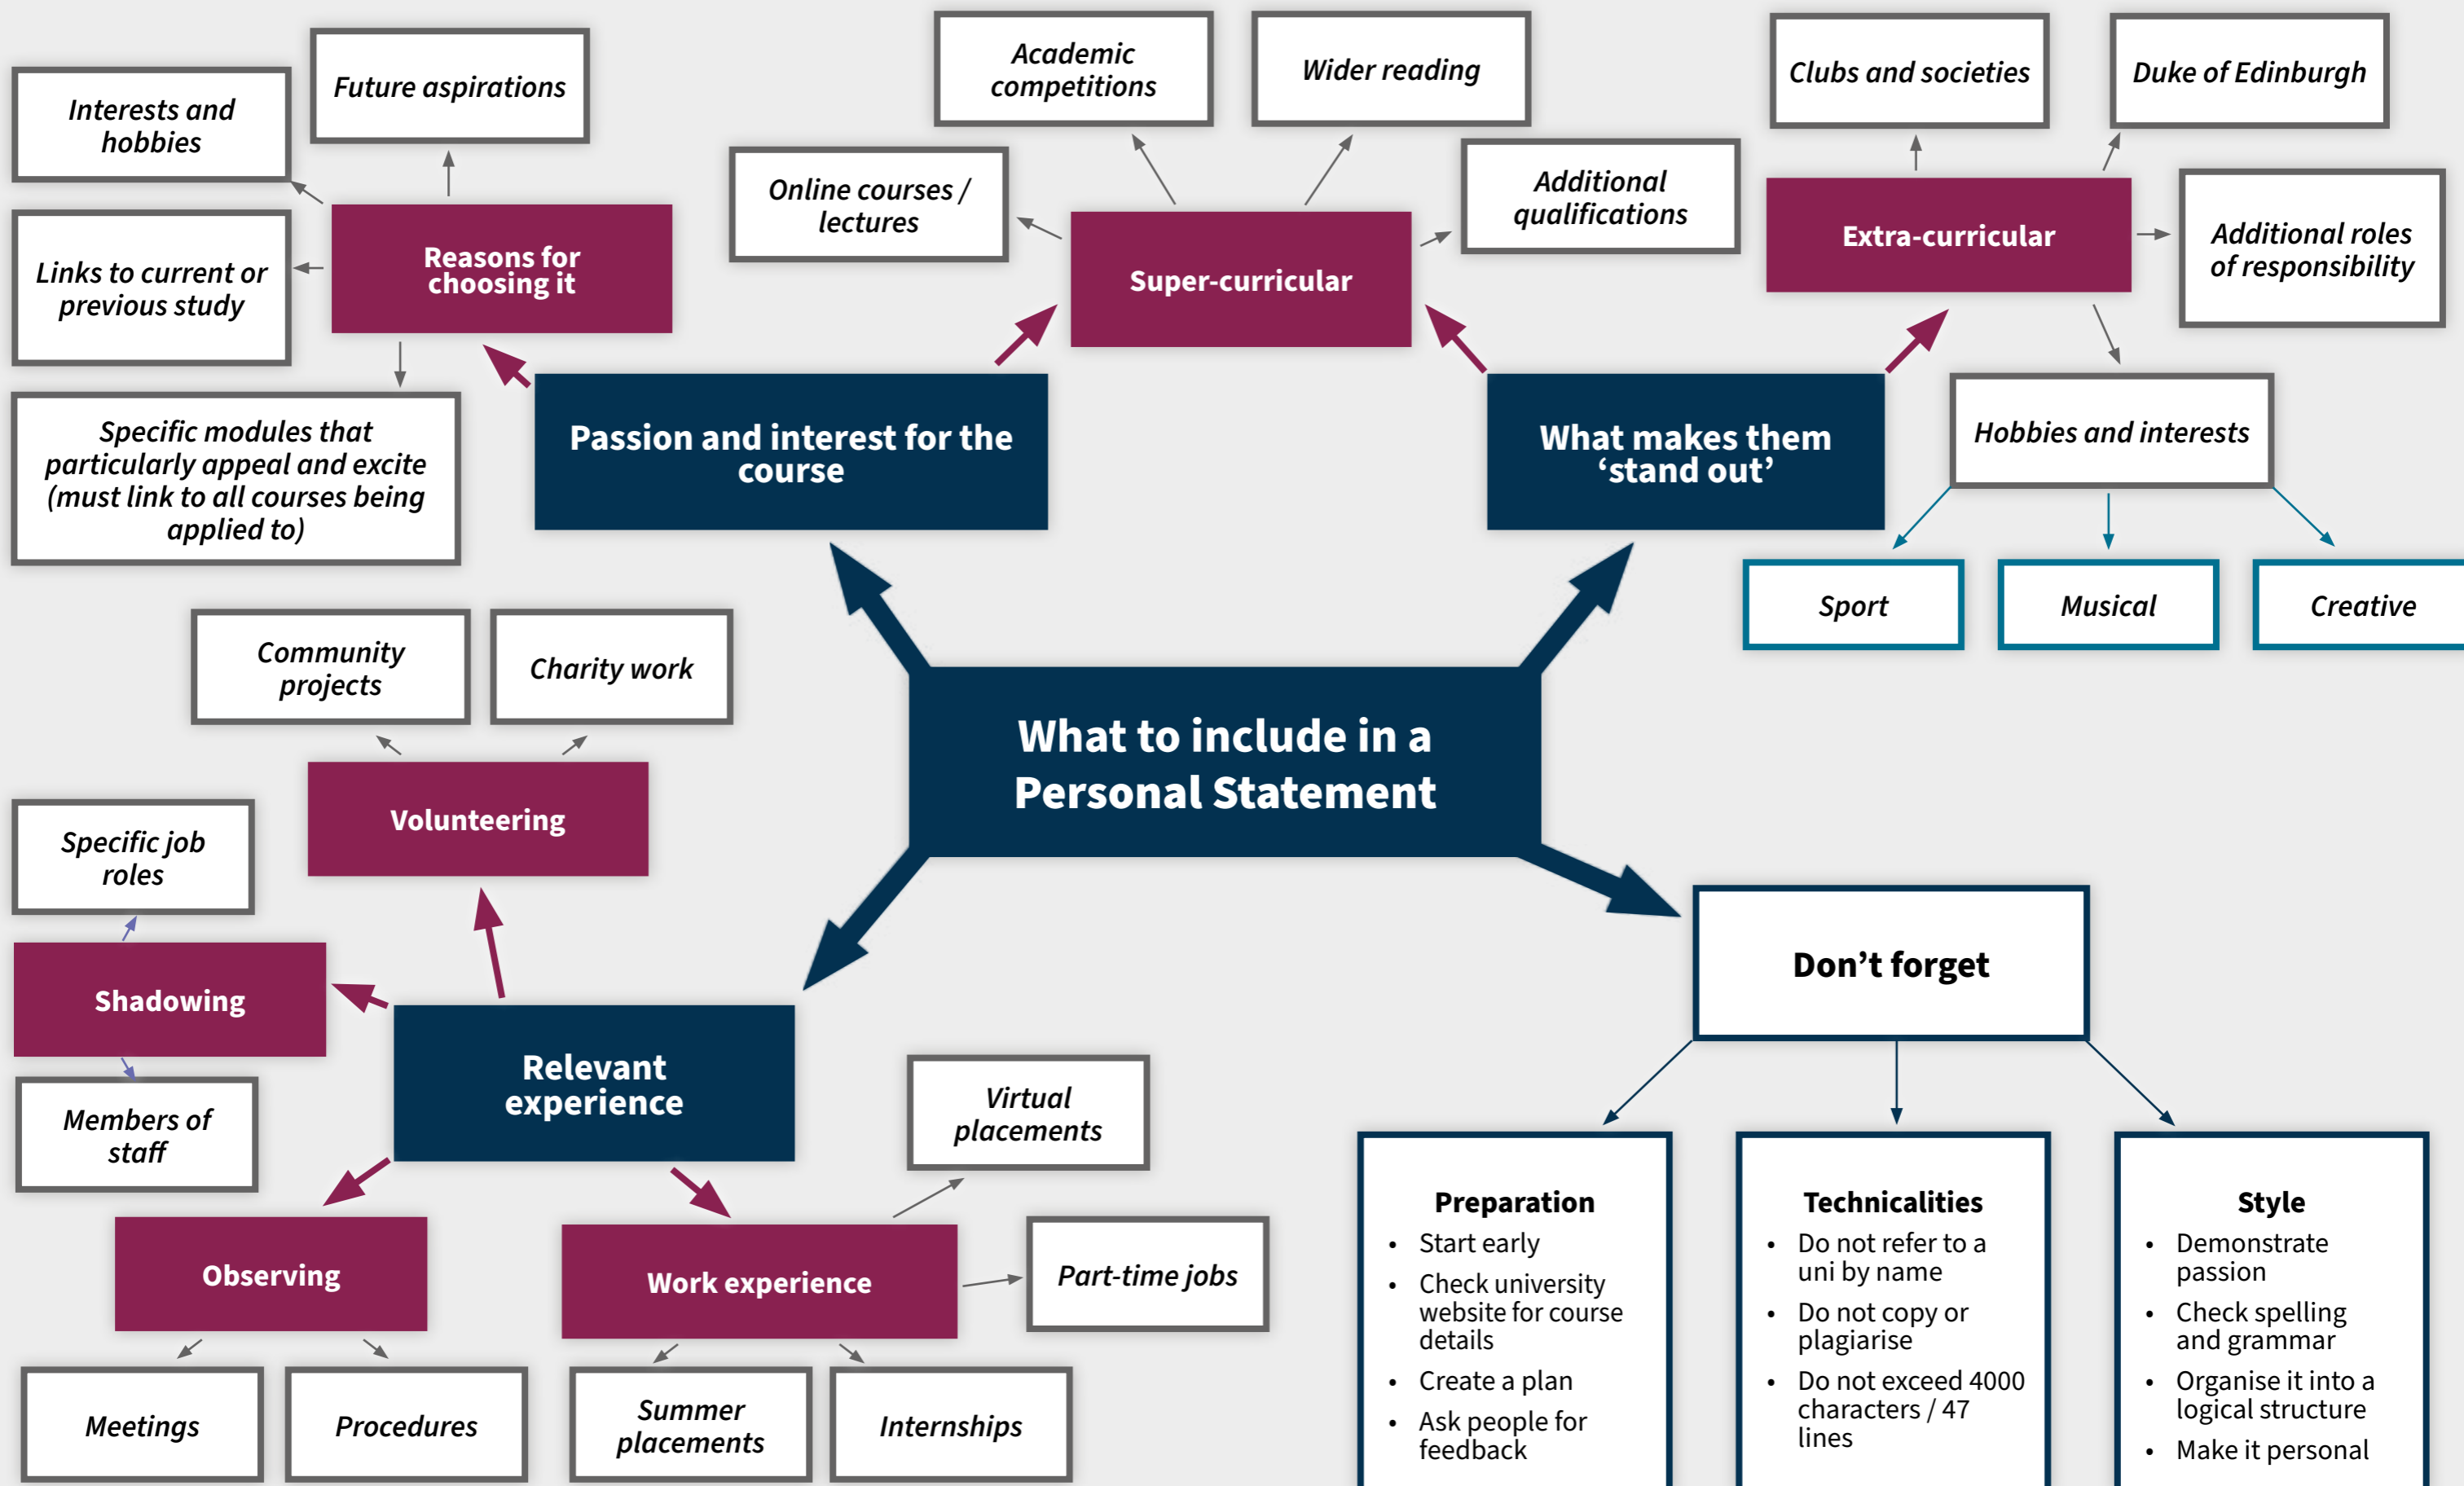 Interests and
hobbies
Future aspirations
Links to current or
previous study
Reasons for
choosing it
Specific modules that
particularly appeal and excite
(must link to all courses being
applied to)
Academic
competitions
Wider reading
Online courses /
lectures
Additional
qualifications
Super-curricular
Clubs and societies
Duke of Edinburgh
Extra-curricular
Additional roles
of responsibility
Hobbies and interests
Sport
Musical
Creative
Passion and interest for the
course
What makes them
‘stand out’
What to include in a
Personal Statement
Community
projects
Charity work
Volunteering
Specific job
roles
Shadowing
Members of
staff
Relevant
experience
Observing
Meetings
Procedures
Work experience
Virtual
placements
Part-time jobs
Summer
placements
Internships
Don’t forget
Preparation
• Start early
• Check university
website for course
details
• Create a plan
• Ask people for
feedback
Technicalities
• Do not refer to a
uni by name
• Do not copy or
plagiarise
• Do not exceed 4000
characters / 47
lines
Style
• Demonstrate
passion
• Check spelling
and grammar
• Organise it into a
logical structure
• Make it personal